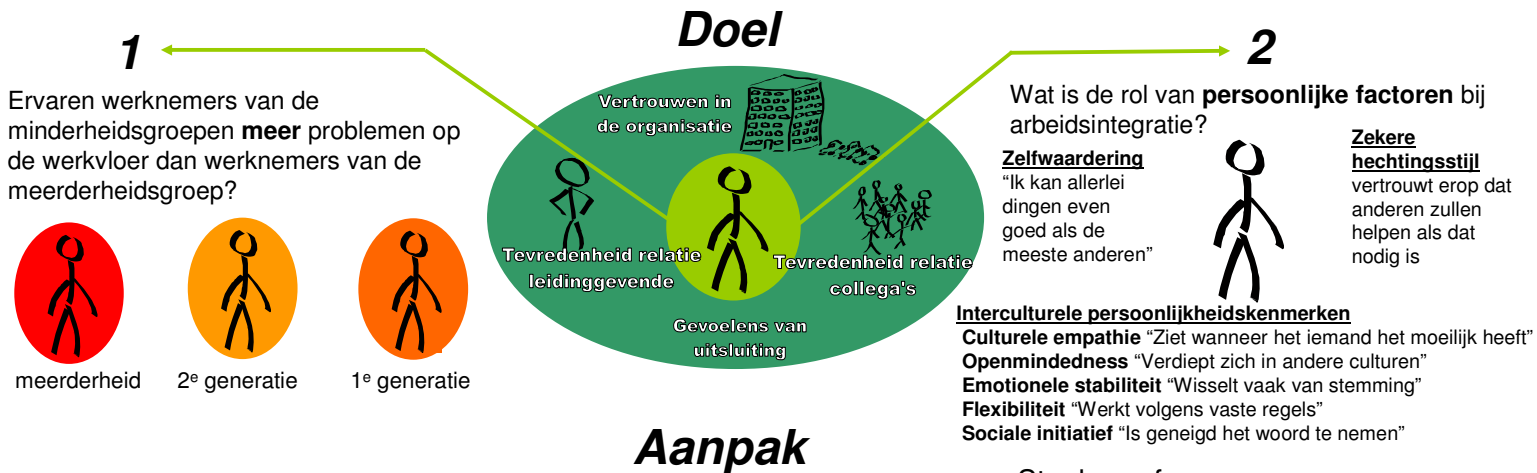 Doel
1
Ervaren werknemers van de
minderheidsgroepen meer problemen op
de werkvloer dan werknemers van de
meerderheidsgroep?
meerderheid
2e generatie
1e generatie
Vertrouwen in
de organisatie
Tevredenheid relatie
leidinggevende
Tevredenheid relatie
collega's
Gevoelens van
uitsluiting
2
Wat is de rol van persoonlijke factoren bij
arbeidsintegratie?
Zelfwaardering
“Ik kan allerlei
dingen even
goed als de
meeste anderen”
Zekere
hechtingsstijl
vertrouwt erop dat
anderen zullen
helpen als dat
nodig is
Interculturele persoonlijkheidskenmerken
Culturele empathie “Ziet wanneer het iemand het moeilijk heeft”
Openmindedness “Verdiept zich in andere culturen”
Emotionele stabiliteit “Wisselt vaak van stemming”
Flexibiliteit “Werkt volgens vaste regels”
Sociale initiatief “Is geneigd het woord te nemen”
Aanpak